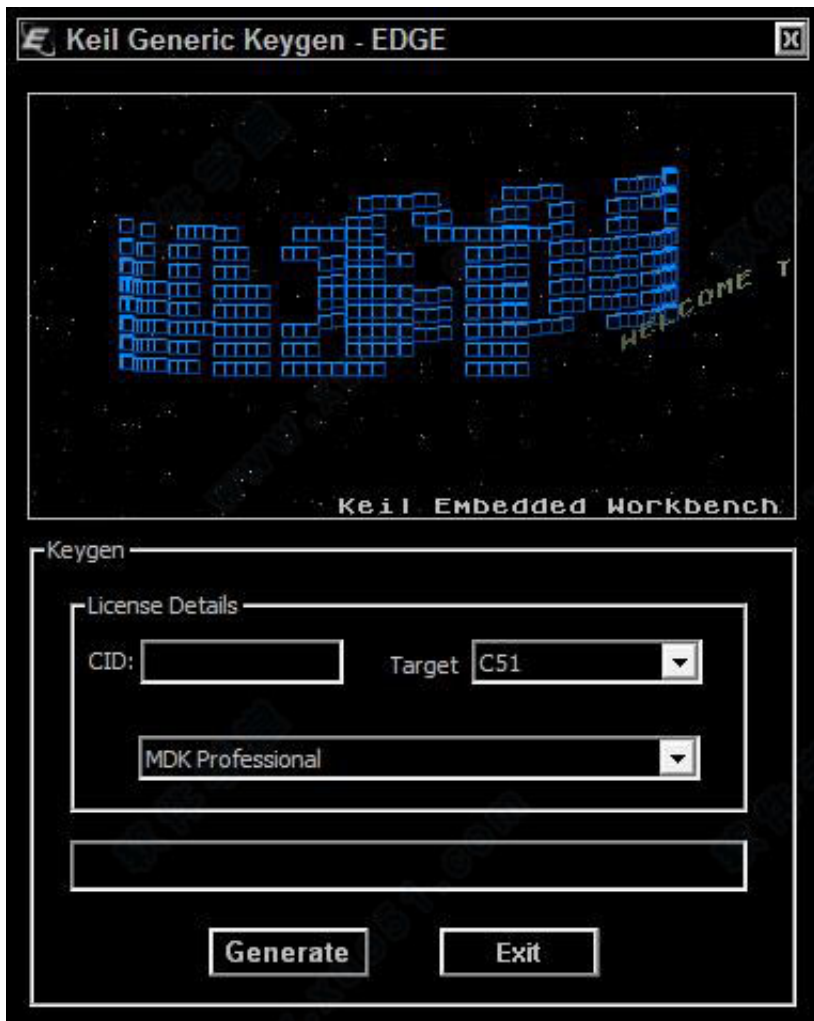 Keil Generic Keygen - EDGE
WELCOME T
Keil Embedded Workbench
Keygen
License Details
CID:
Target
C51
MDK Professional
Generate
Exit